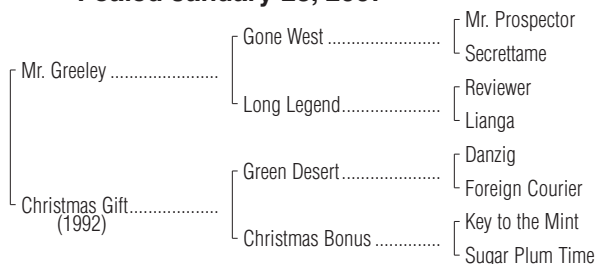 Mr. Prospector
Gone West ......................
Secrettame
Mr. Greeley .....................
Reviewer
Long Legend...................
Lianga
Danzig
Green Desert...................
Foreign Courier
Christmas Gift.................
(1992)
Key to the Mint
Christmas Bonus ...............
Sugar Plum Time